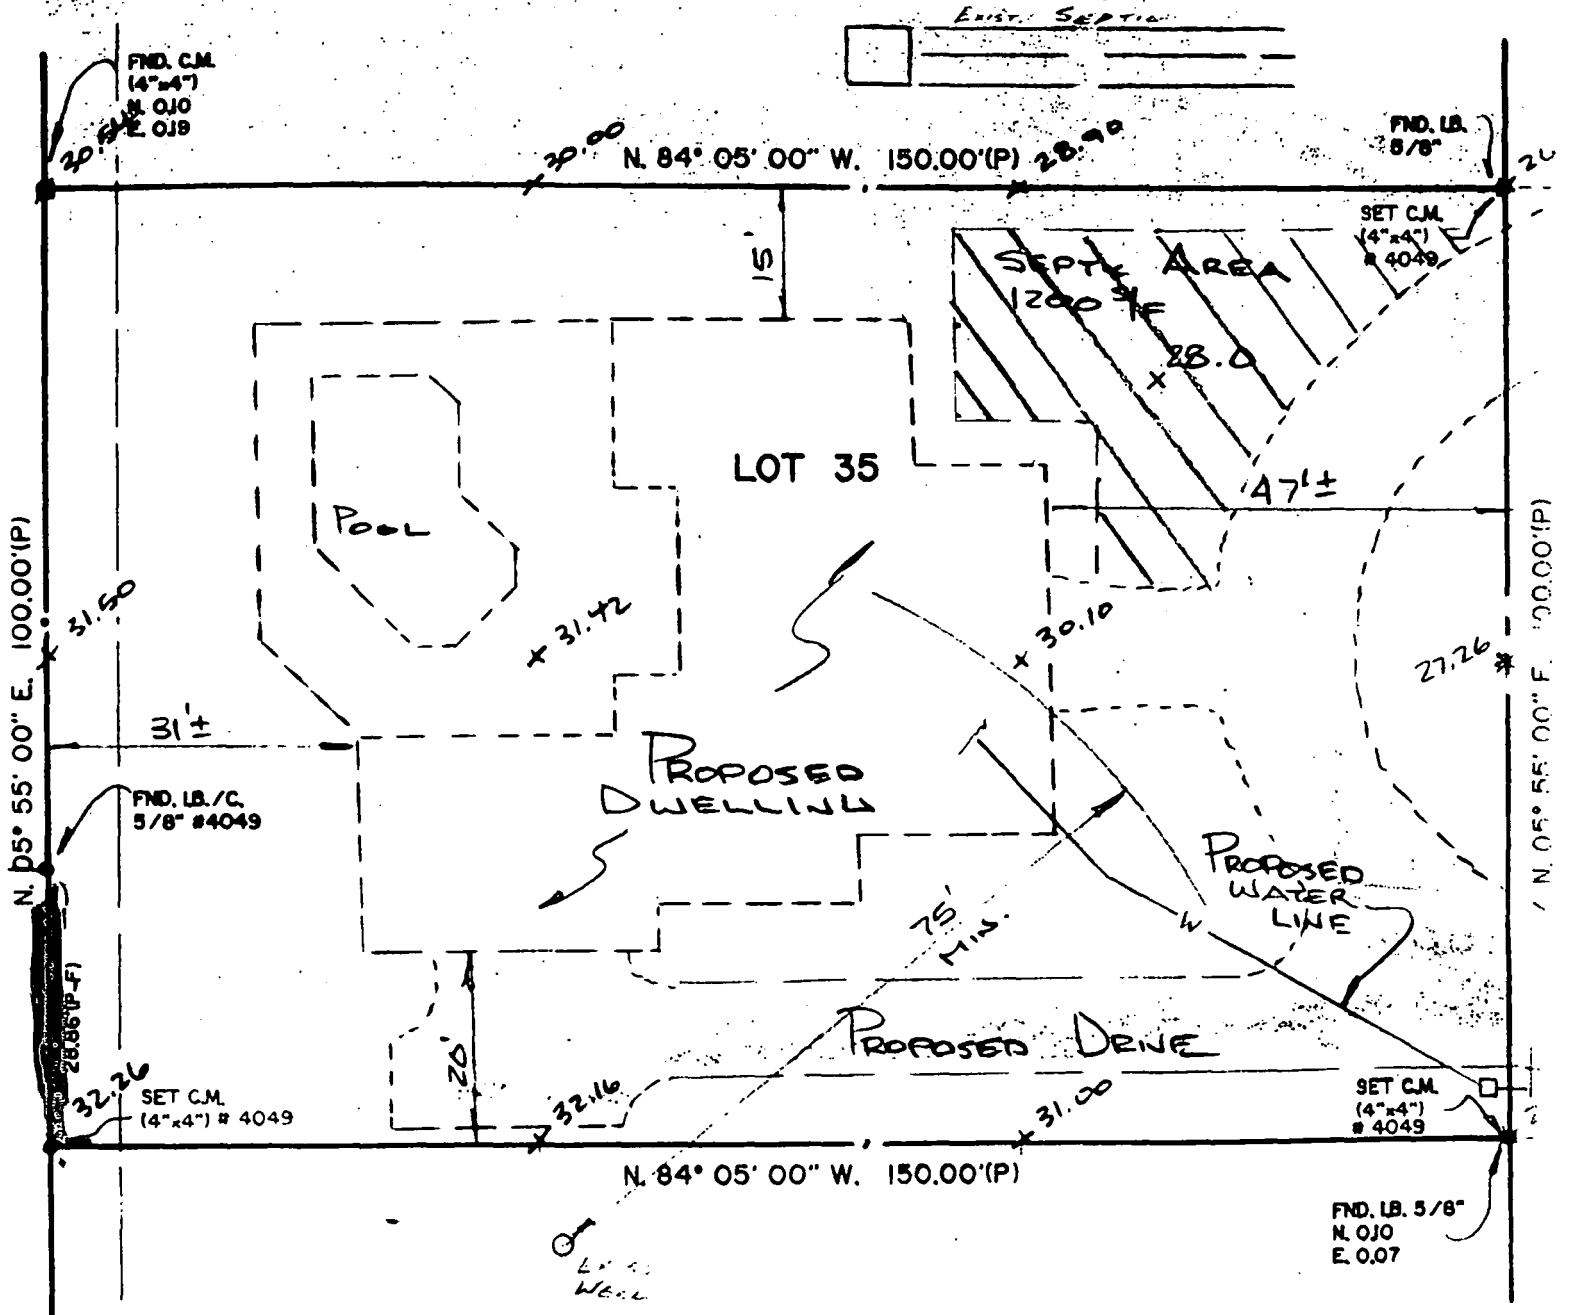 EXIST. SEPTIC
FND. C.M.
(4"x4")
N. 0.10
E. 0.19
30.00
N. 84° 05' 00" W. 150.00'(P)
28.90
FND. I.B.
5/8"
SET C.M.
(4"x4")
# 4049
15'
SEPTIC AREA
1200 S/F
28.0
LOT 35
47'±
POOL
N. 05° 55' 00" E. 100.00'(P)
31.50
31.42
30.10
27.26
31'±
PROPOSED
DWELLING
FND. I.B./C.
5/8" #4049
75'
MIN.
PROPOSED
WATER
LINE
W
28.86'(P-F)
20'
PROPOSED DRIVE
32.26
SET C.M.
(4"x4") # 4049
32.16
31.00
SET C.M.
(4"x4")
# 4049
N. 84° 05' 00" W. 150.00'(P)
FND. I.B. 5/8"
N. 0.10
E. 0.07
WELL